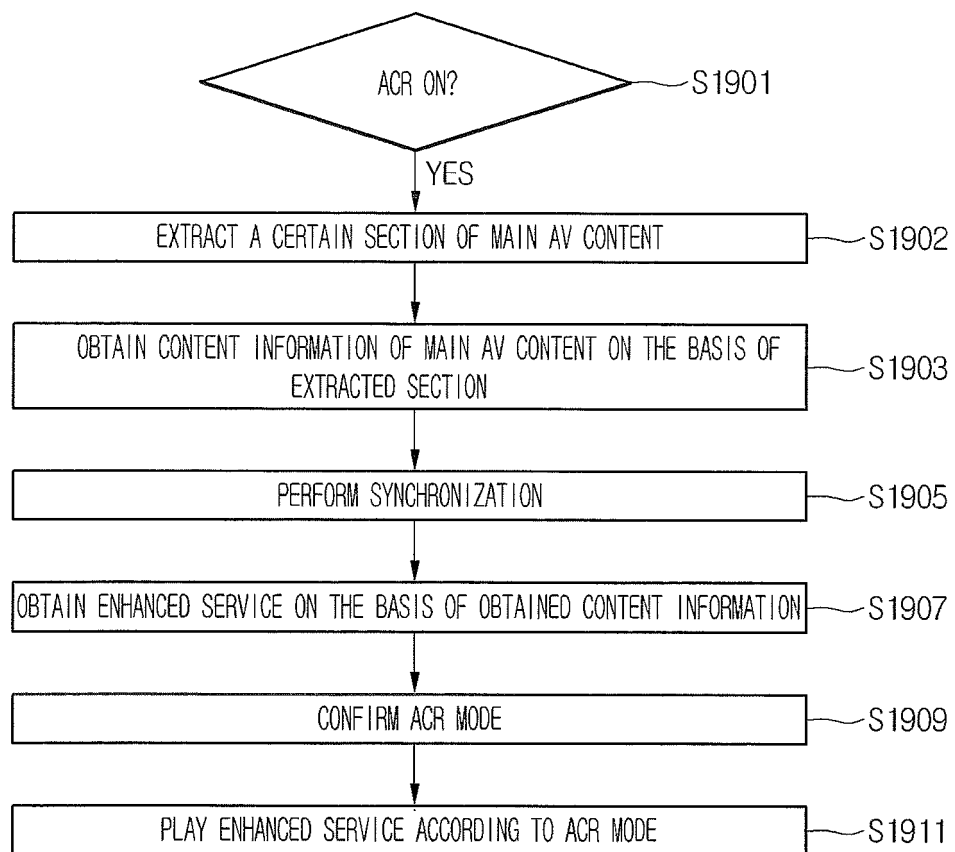 ACR ON?
S1901
YES
EXTRACT A CERTAIN SECTION OF MAIN AV CONTENT
S1902
OBTAIN CONTENT INFORMATION OF MAIN AV CONTENT ON THE BASIS OF
EXTRACTED SECTION
S1903
PERFORM SYNCHRONIZATION
S1905
OBTAIN ENHANCED SERVICE ON THE BASIS OF OBTAINED CONTENT INFORMATION
S1907
CONFIRM ACR MODE
S1909
PLAY ENHANCED SERVICE ACCORDING TO ACR MODE
S1911